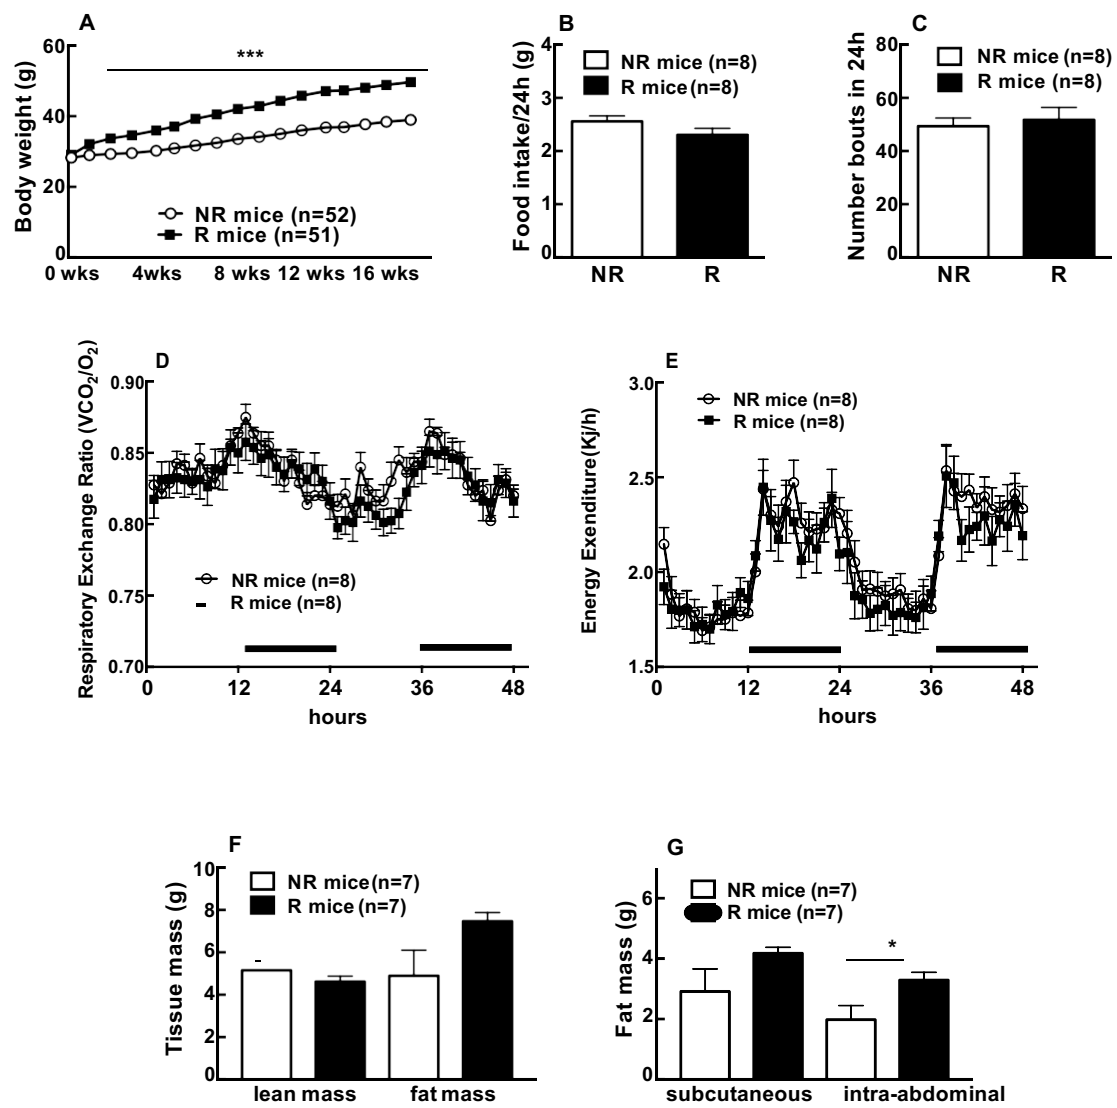 A
Body weight (g)
60
40
20
0
***
NR mice (n=52)
R mice (n=51)
0 wks 4wks 8 wks 12 wks 16 wks
B
Food intake/24h (g)
4
3
2
1
0
NR mice (n=8)
R mice (n=8)
NR R
C
Number bouts in 24h
80
60
40
20
0
NR mice (n=8)
R mice (n=8)
NR R
D
Respiratory Exchange Ratio (VCO₂/O₂)
0.90
0.85
0.80
0.75
0.70
NR mice (n=8)
R mice (n=8)
0 12 24 36 48
hours
E
Energy Exenditure(Kj/h)
3.0
2.5
2.0
1.5
NR mice (n=8)
R mice (n=8)
0 12 24 36 48
hours
F
Tissue mass (g)
10
8
6
4
2
0
NR mice (n=7)
R mice (n=7)
lean mass fat mass
G
Fat mass (g)
6
4
2
0
NR mice (n=7)
R mice (n=7)
*
subcutaneous intra-abdominal